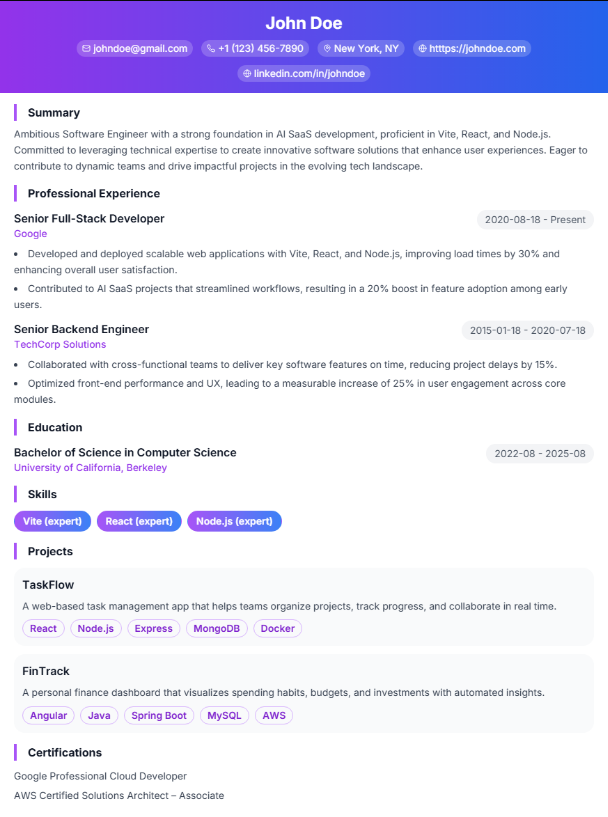 John Doe
johndoe@gmail.com +1 (123) 456-7890 New York, NY htttps://johndoe.com
linkedin.com/in/johndoe
Summary
Ambitious Software Engineer with a strong foundation in AI SaaS development, proficient in Vite, React, and Node.js.
Committed to leveraging technical expertise to create innovative software solutions that enhance user experiences. Eager to
contribute to dynamic teams and drive impactful projects in the evolving tech landscape.
Professional Experience
Senior Full-Stack Developer 2020-08-18 - Present
Google
• Developed and deployed scalable web applications with Vite, React, and Node.js, improving load times by 30% and
enhancing overall user satisfaction.
• Contributed to AI SaaS projects that streamlined workflows, resulting in a 20% boost in feature adoption among early
users.
Senior Backend Engineer 2015-01-18 - 2020-07-18
TechCorp Solutions
• Collaborated with cross-functional teams to deliver key software features on time, reducing project delays by 15%.
• Optimized front-end performance and UX, leading to a measurable increase of 25% in user engagement across core
modules.
Education
Bachelor of Science in Computer Science 2022-08 - 2025-08
University of California, Berkeley
Skills
Vite (expert) React (expert) Node.js (expert)
Projects
TaskFlow
A web-based task management app that helps teams organize projects, track progress, and collaborate in real time.
React Node.js Express MongoDB Docker
FinTrack
A personal finance dashboard that visualizes spending habits, budgets, and investments with automated insights.
Angular Java Spring Boot MySQL AWS
Certifications
Google Professional Cloud Developer
AWS Certified Solutions Architect – Associate